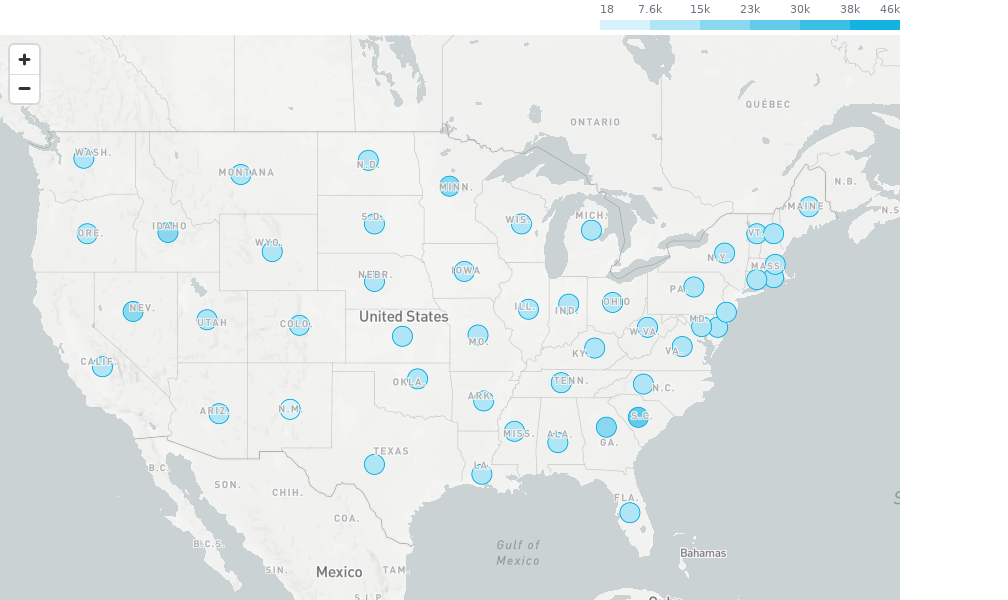 18 7.6k 15k 23k 30k 38k 46k
+
−
QUÉBEC
ONTARIO
WASH.
MONTANA
N.D.
MINN.
N.B.
MAINE
N.S.
ORE.
IDAHO
S.D.
WIS.
MICH.
VT.
WYO.
N.Y.
MASS.
NEBR.
IOWA
PA.
NEV.
UTAH
COLO.
United States
ILL.
IND.
OHIO
MD.
W.VA.
MO.
KY.
VA.
CALIF.
OKLA.
TENN.
N.C.
ARK.
ARIZ.
N.M.
MISS.
ALA.
GA.
S.C.
TEXAS
LA.
B.C.
SON.
CHIH.
FLA.
COA.
B.C.S.
Gulf of
Mexico
Bahamas
SIN.
Mexico
TAM.
S.L.P.